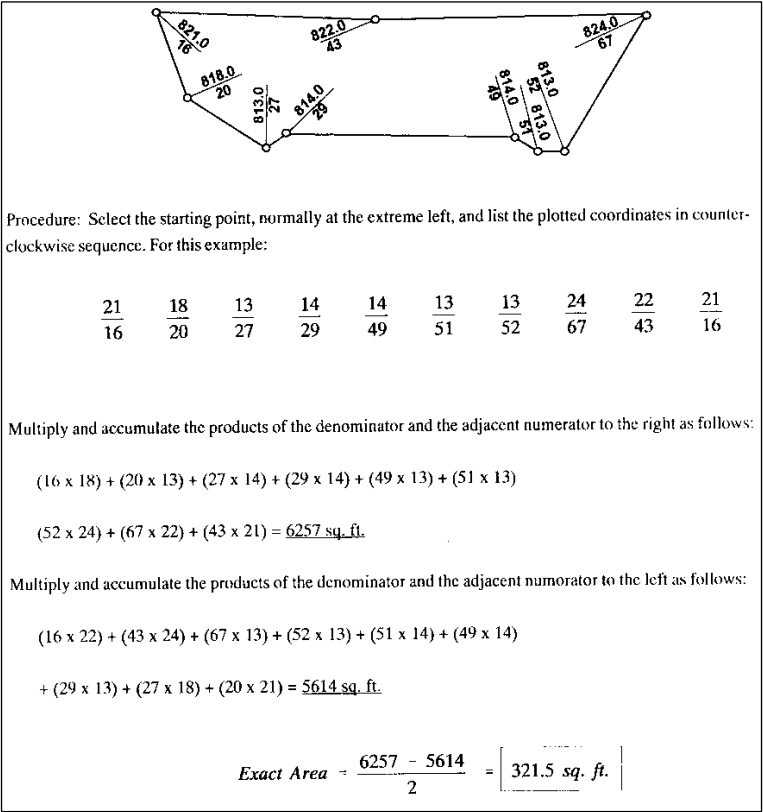 821.0
16
822.0
43
824.0
67
818.0
20
813.0
27
814.0
29
814.0
49
813.0
51
813.0
52
Procedure: Select the starting point, normally at the extreme left, and list the plotted coordinates in counter-
clockwise sequence. For this example:
21 18 13 14 14 13 13 24 22 21
16 20 27 29 49 51 52 67 43 16
Multiply and accumulate the products of the denominator and the adjacent numerator to the right as follows:
(16 x 18) + (20 x 13) + (27 x 14) + (29 x 14) + (49 x 13) + (51 x 13)
(52 x 24) + (67 x 22) + (43 x 21) = 6257 sq. ft.
Multiply and accumulate the products of the denominator and the adjacent numorator to the left as follows:
(16 x 22) + (43 x 24) + (67 x 13) + (52 x 13) + (51 x 14) + (49 x 14)
+ (29 x 13) + (27 x 18) + (20 x 21) = 5614 sq. ft.
Exact Area = 6257 - 5614 / 2 = 321.5 sq. ft.